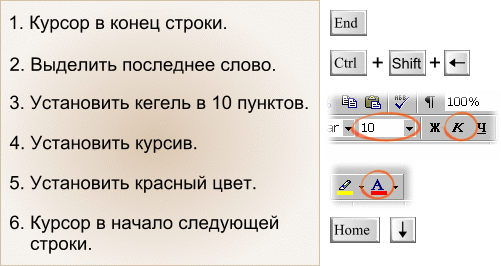 1. Курсор в конец строки.
End
2. Выделить последнее слово.
Ctrl + Shift + ←
3. Установить кегель в 10 пунктов.
100%
ar 10 Ж К Ч
4. Установить курсив.
5. Установить красный цвет.
A
6. Курсор в начало следующей
строки.
Home ↓